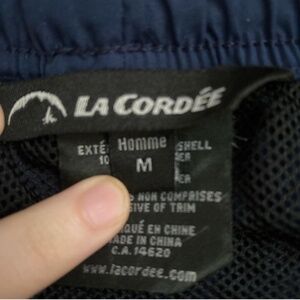 LA CORDÉE
Homme
M
EXTÉ
SHELL
10
NON COMPRISES
SIVE OF TRIM
QUÉ EN CHINE
ADE IN CHINA
C.A. 14620
www.lacordee.com